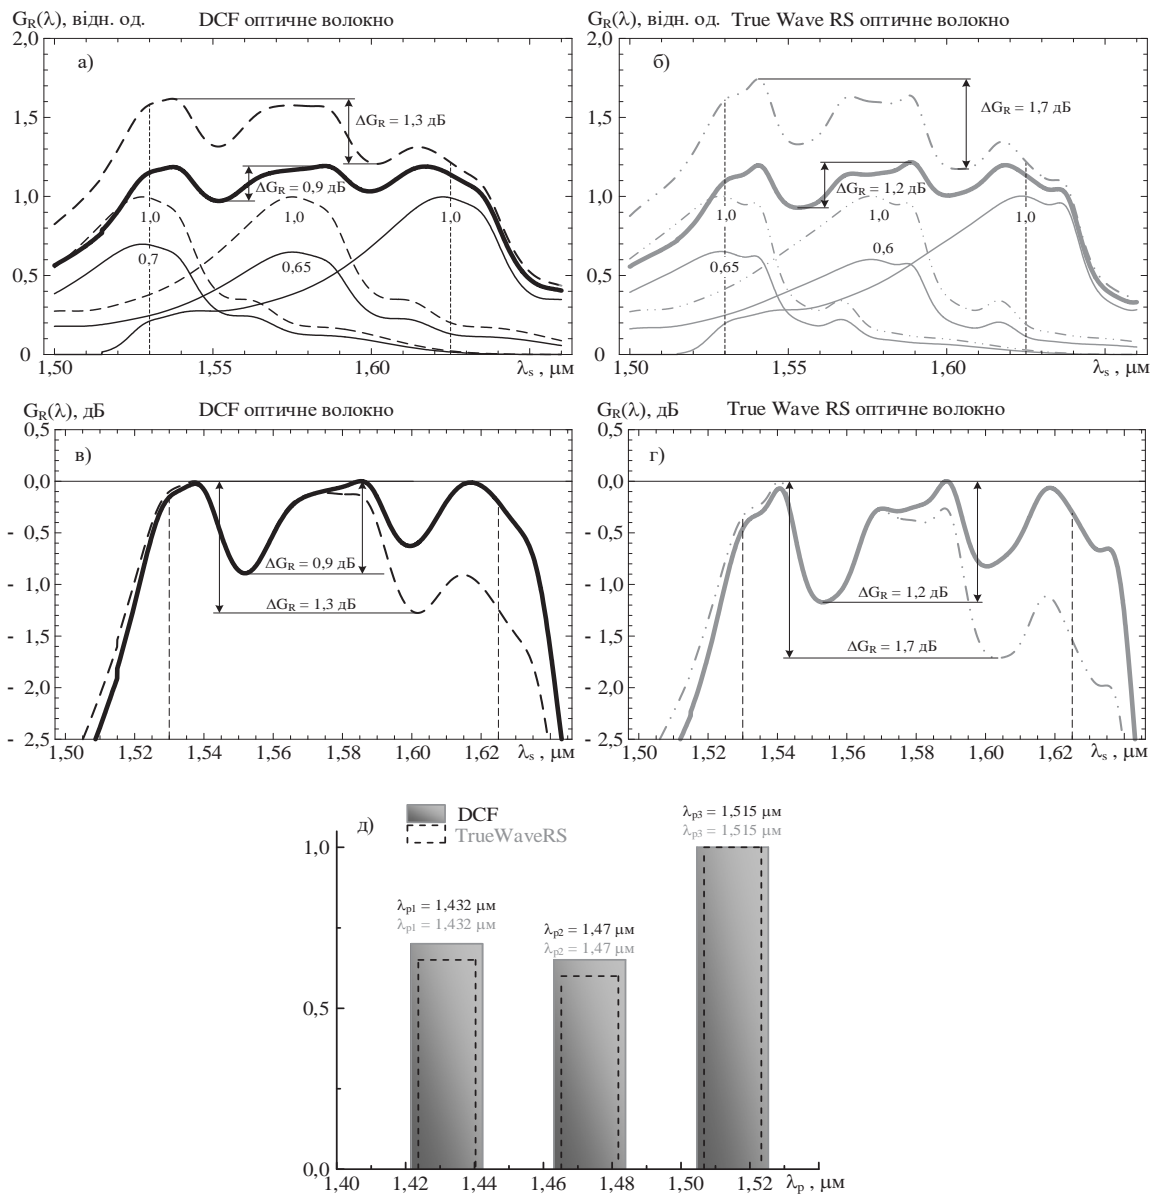 G_R(λ), відн. од.
DCF оптичне волокно
а)
2,0
1,5
1,0
0,5
0
ΔG_R = 1,3 дБ
ΔG_R = 0,9 дБ
1,0
1,0
1,0
0,7
0,65
1,50
1,55
1,60
λ_s , μм
G_R(λ), відн. од.
True Wave RS оптичне волокно
б)
2,0
1,5
1,0
0,5
0
ΔG_R = 1,7 дБ
ΔG_R = 1,2 дБ
1,0
1,0
1,0
0,6
0,65
1,50
1,55
1,60
λ_s , μм
G_R(λ), дБ
DCF оптичне волокно
в)
0,5
0,0
- 0,5
- 1,0
- 1,5
- 2,0
- 2,5
ΔG_R = 0,9 дБ
ΔG_R = 1,3 дБ
1,50
1,52
1,54
1,56
1,58
1,60
1,62
λ_s , μм
G_R(λ), дБ
True Wave RS оптичне волокно
г)
0,5
0,0
- 0,5
- 1,0
- 1,5
- 2,0
- 2,5
ΔG_R = 1,2 дБ
ΔG_R = 1,7 дБ
1,50
1,52
1,54
1,56
1,58
1,60
1,62
λ_s , μм
д)
DCF
TrueWaveRS
λ_p3 = 1,515 μм
λ_p3 = 1,515 μм
λ_p1 = 1,432 μм
λ_p1 = 1,432 μм
λ_p2 = 1,47 μм
λ_p2 = 1,47 μм
1,0
0,5
0,0
1,40
1,42
1,44
1,46
1,48
1,50
1,52
λ_p , μм